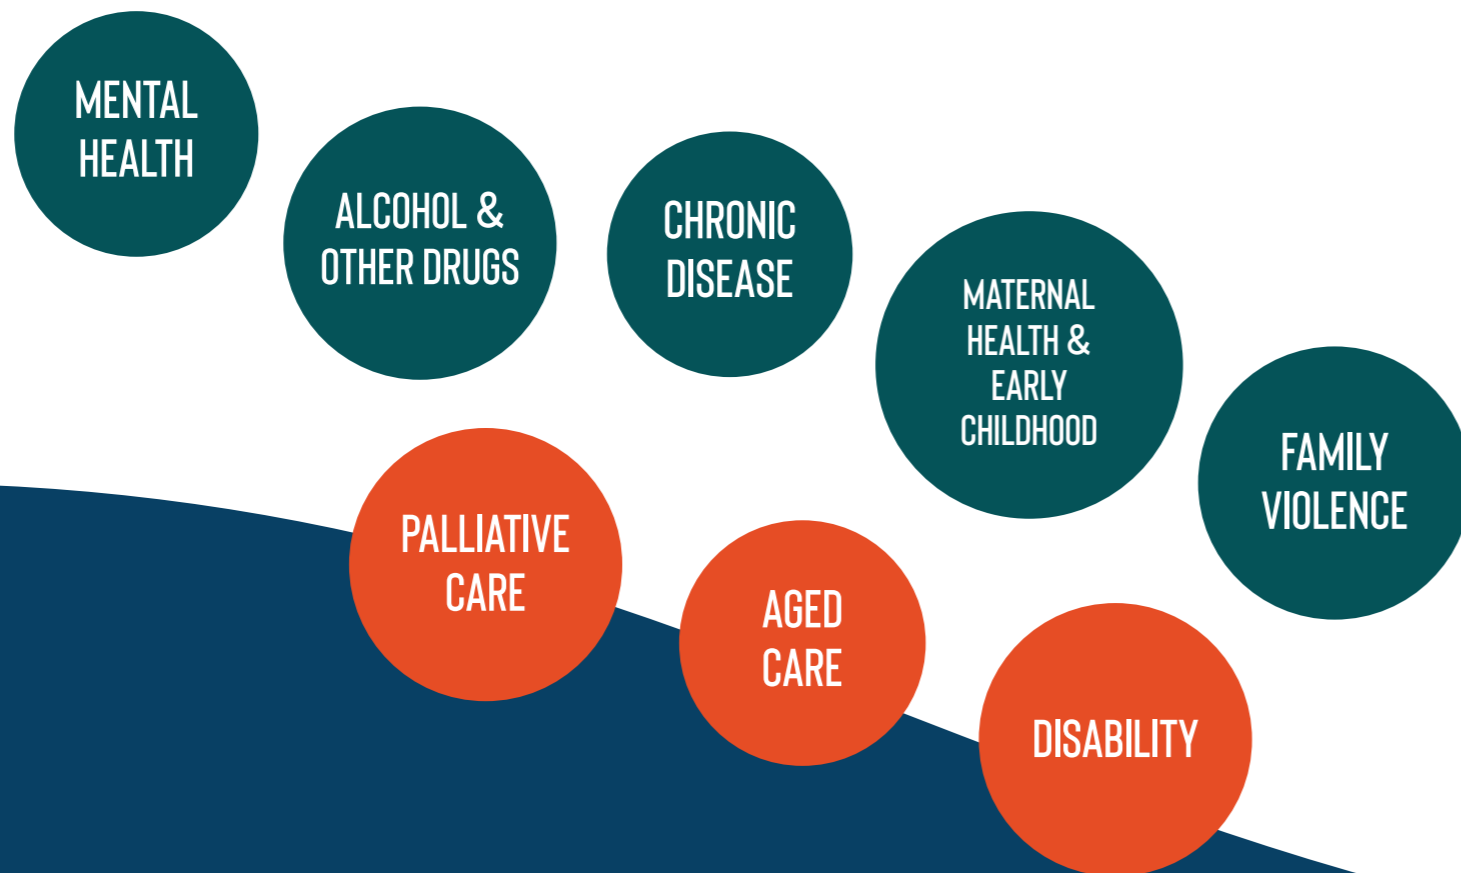 MENTAL
HEALTH
ALCOHOL &
OTHER DRUGS
CHRONIC
DISEASE
MATERNAL
HEALTH &
EARLY
CHILDHOOD
FAMILY
VIOLENCE
PALLIATIVE
CARE
AGED
CARE
DISABILITY